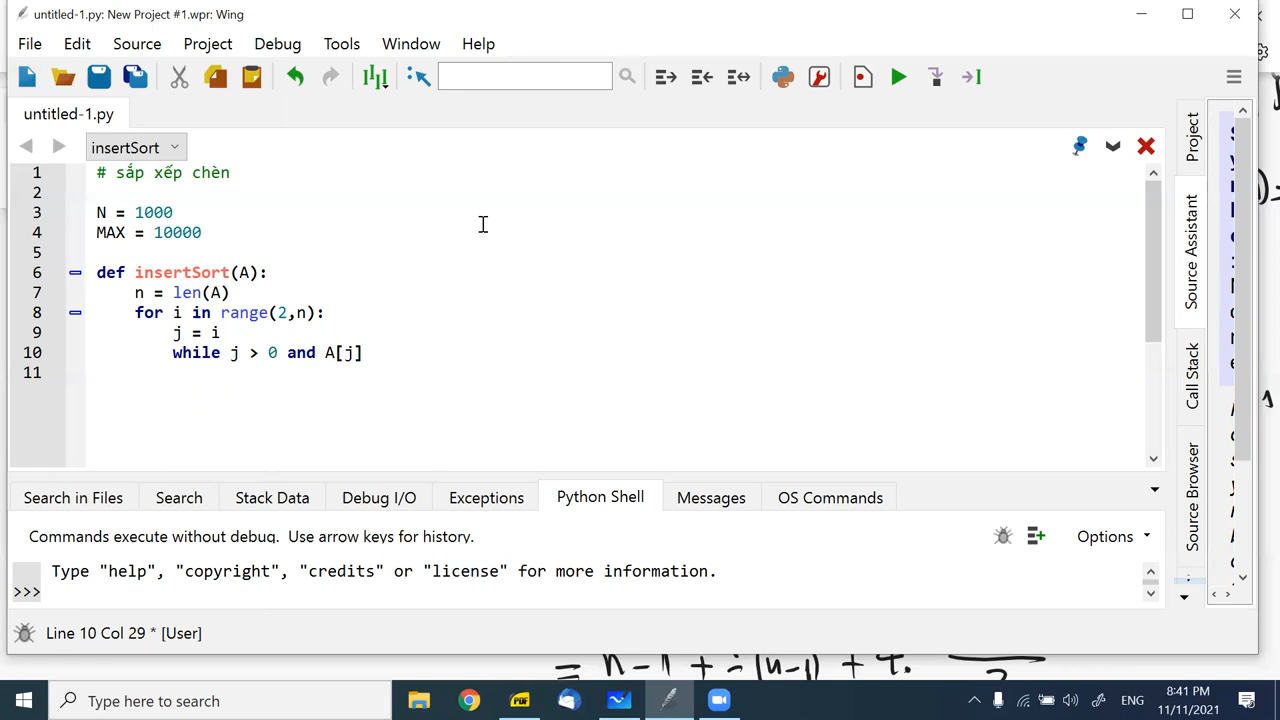 untitled-1.py: New Project #1.wpr: Wing
File Edit Source Project Debug Tools Window Help
untitled-1.py
insertSort
1 # sắp xếp chèn
2
3 N = 1000
4 MAX = 10000
5
6 def insertSort(A):
7 n = len(A)
8 for i in range(2,n):
9 j = i
10 while j > 0 and A[j]
11
Project
Source Assistant
Call Stack
Source Browser
Search in Files Search Stack Data Debug I/O Exceptions Python Shell Messages OS Commands
Commands execute without debug. Use arrow keys for history.
Options
Type "help", "copyright", "credits" or "license" for more information.
>>>
Line 10 Col 29 * [User]
Type here to search
PDF
ENG
8:41 PM
11/11/2021